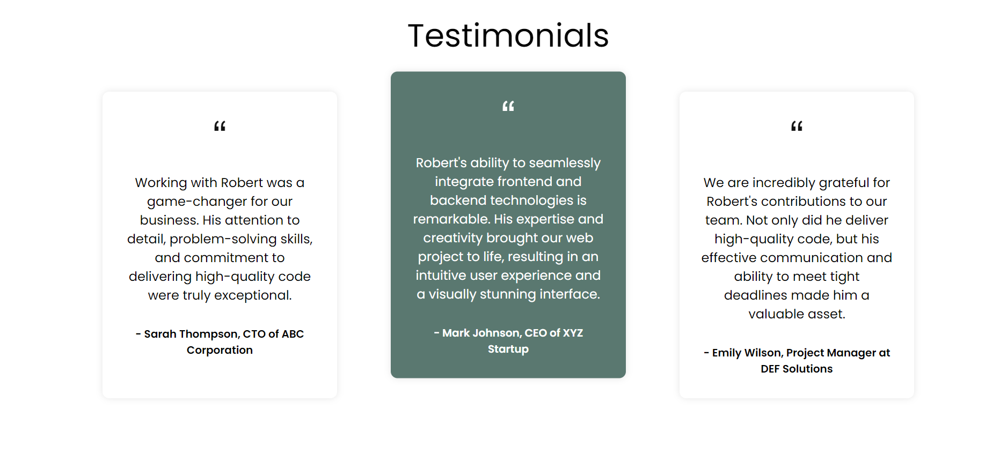 Testimonials
“
Working with Robert was a
game-changer for our
business. His attention to
detail, problem-solving skills,
and commitment to
delivering high-quality code
were truly exceptional.
- Sarah Thompson, CTO of ABC
Corporation
“
Robert's ability to seamlessly
integrate frontend and
backend technologies is
remarkable. His expertise and
creativity brought our web
project to life, resulting in an
intuitive user experience and
a visually stunning interface.
- Mark Johnson, CEO of XYZ
Startup
“
We are incredibly grateful for
Robert's contributions to our
team. Not only did he deliver
high-quality code, but his
effective communication and
ability to meet tight
deadlines made him a
valuable asset.
- Emily Wilson, Project Manager at
DEF Solutions